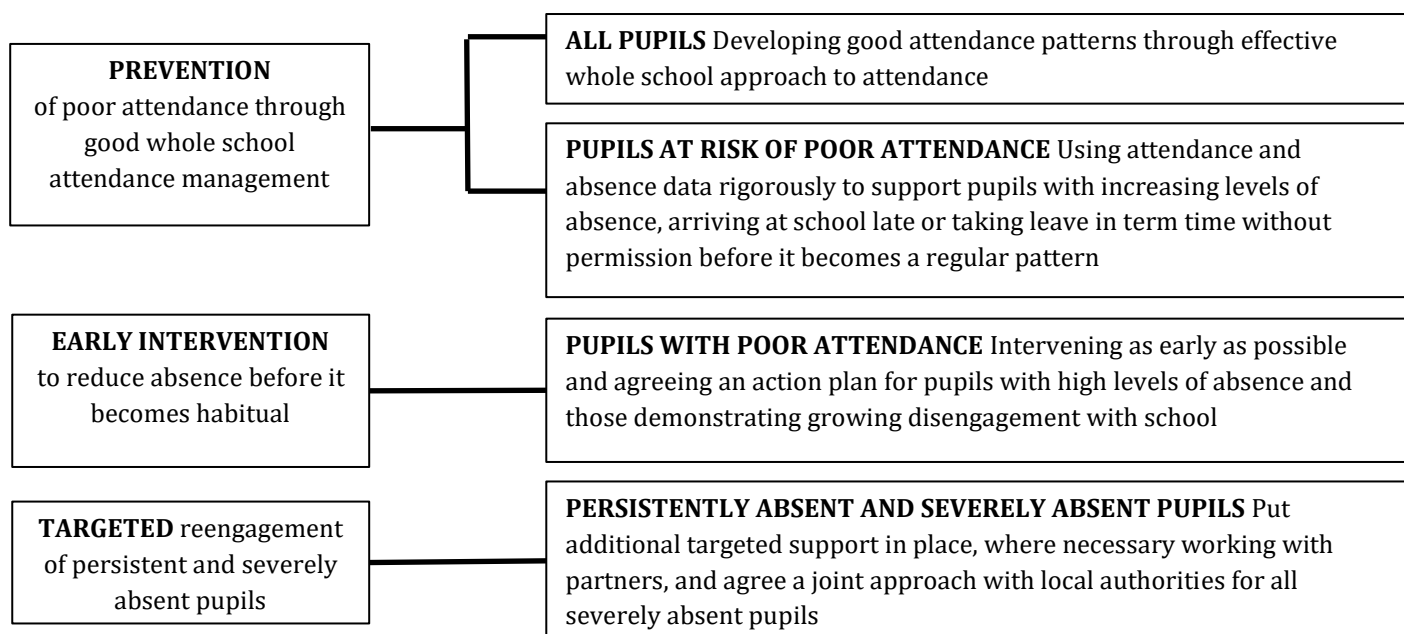 PREVENTION
of poor attendance through
good whole school
attendance management
ALL PUPILS Developing good attendance patterns through effective
whole school approach to attendance
PUPILS AT RISK OF POOR ATTENDANCE Using attendance and
absence data rigorously to support pupils with increasing levels of
absence, arriving at school late or taking leave in term time without
permission before it becomes a regular pattern
EARLY INTERVENTION
to reduce absence before it
becomes habitual
PUPILS WITH POOR ATTENDANCE Intervening as early as possible
and agreeing an action plan for pupils with high levels of absence and
those demonstrating growing disengagement with school
TARGETED reengagement
of persistent and severely
absent pupils
PERSISTENTLY ABSENT AND SEVERELY ABSENT PUPILS Put
additional targeted support in place, where necessary working with
partners, and agree a joint approach with local authorities for all
severely absent pupils